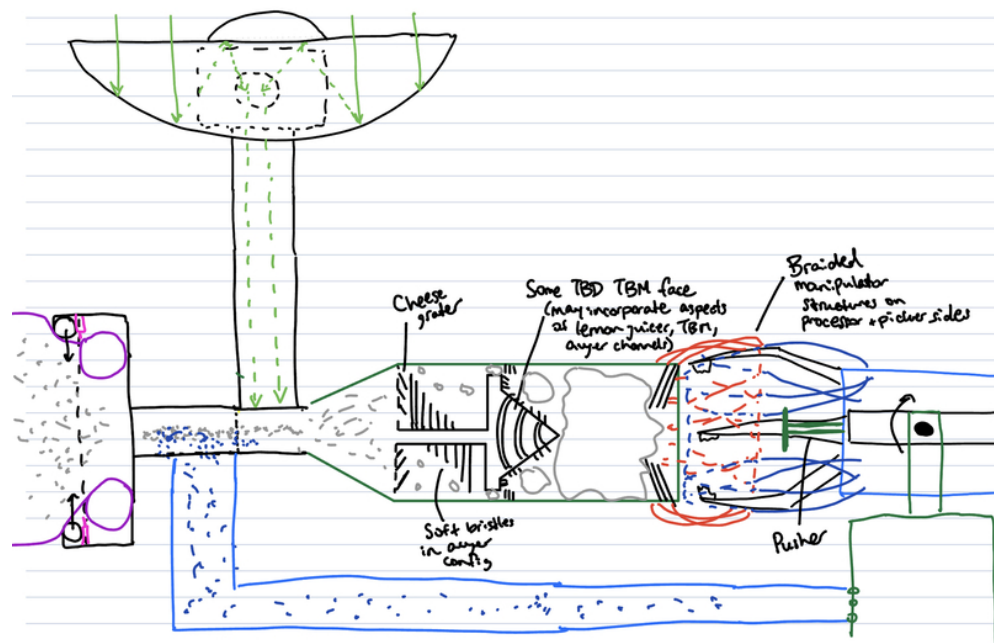 Cheese
grater
Some TBD TBM face
(may incorporate aspects
of lemon juicer, TBM,
auger channels)
Braided
manipulator
structures on
processor + picker sides
Soft bristles
in auger
config
Pusher